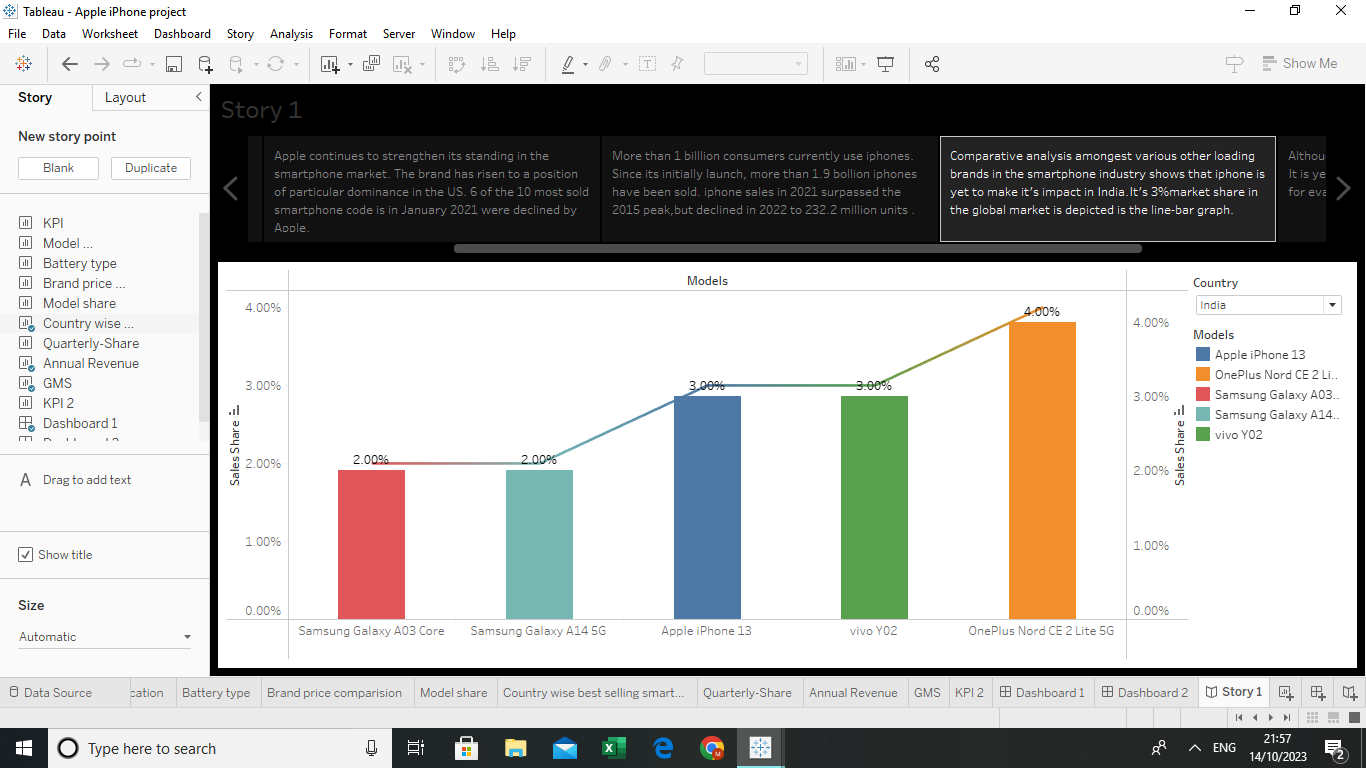 Tableau - Apple iPhone project
File Data Worksheet Dashboard Story Analysis Format Server Window Help
Show Me
Story Layout
New story point
Blank Duplicate
KPI
Model ...
Battery type
Brand price ...
Model share
Country wise ...
Quarterly-Share
Annual Revenue
GMS
KPI 2
Dashboard 1
A Drag to add text
Show title
Size
Automatic
Story 1
Apple continues to strengthen its standing in the
smartphone market. The brand has risen to a position
of particular dominance in the US. 6 of the 10 most sold
smartphone code is in January 2021 were declined by
Apple.
More than 1 billlion consumers currently use iphones.
Since its initially launch, more than 1.9 bollion iphones
have been sold. iphone sales in 2021 surpassed the
2015 peak,but declined in 2022 to 232.2 million units .
Comparative analysis amongest various other loading
brands in the smartphone industry shows that iphone is
yet to make it's impact in India.It's 3%market share in
the global market is depicted is the line-bar graph.
Althou
It is ye
for eva
Models
4.00%
3.00%
2.00%
1.00%
0.00%
Sales Share
2.00% 2.00% 3.00% 3.00% 4.00%
Samsung Galaxy A03 Core Samsung Galaxy A14 5G Apple iPhone 13 vivo Y02 OnePlus Nord CE 2 Lite 5G
4.00%
3.00%
2.00%
1.00%
0.00%
Sales Share
Country
India
Models
Apple iPhone 13
OnePlus Nord CE 2 Li..
Samsung Galaxy A03..
Samsung Galaxy A14..
vivo Y02
Data Source cation Battery type Brand price comparision Model share Country wise best selling smart... Quarterly-Share Annual Revenue GMS KPI 2 Dashboard 1 Dashboard 2 Story 1
Type here to search
ENG
21:57
14/10/2023
2